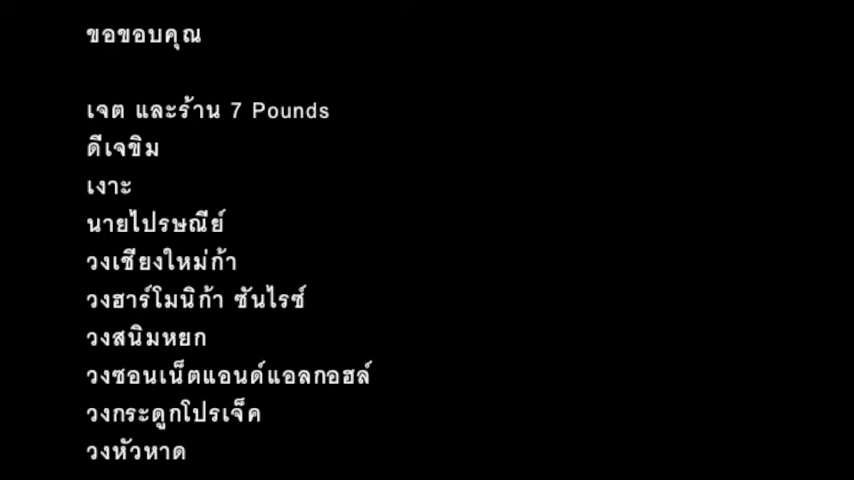 ขอขอบคุณ
เจต และร้าน 7 Pounds
ดีเจขิม
เงาะ
นายไปรษณีย์
วงเชียงใหม่ก้า
วงฮาร์โมนิก้า ซันไรซ์
วงสนิมหยก
วงซอนเน็ตแอนด์แอลกอฮล์
วงกระดูกโปรเจ็ค
วงหัวหาด